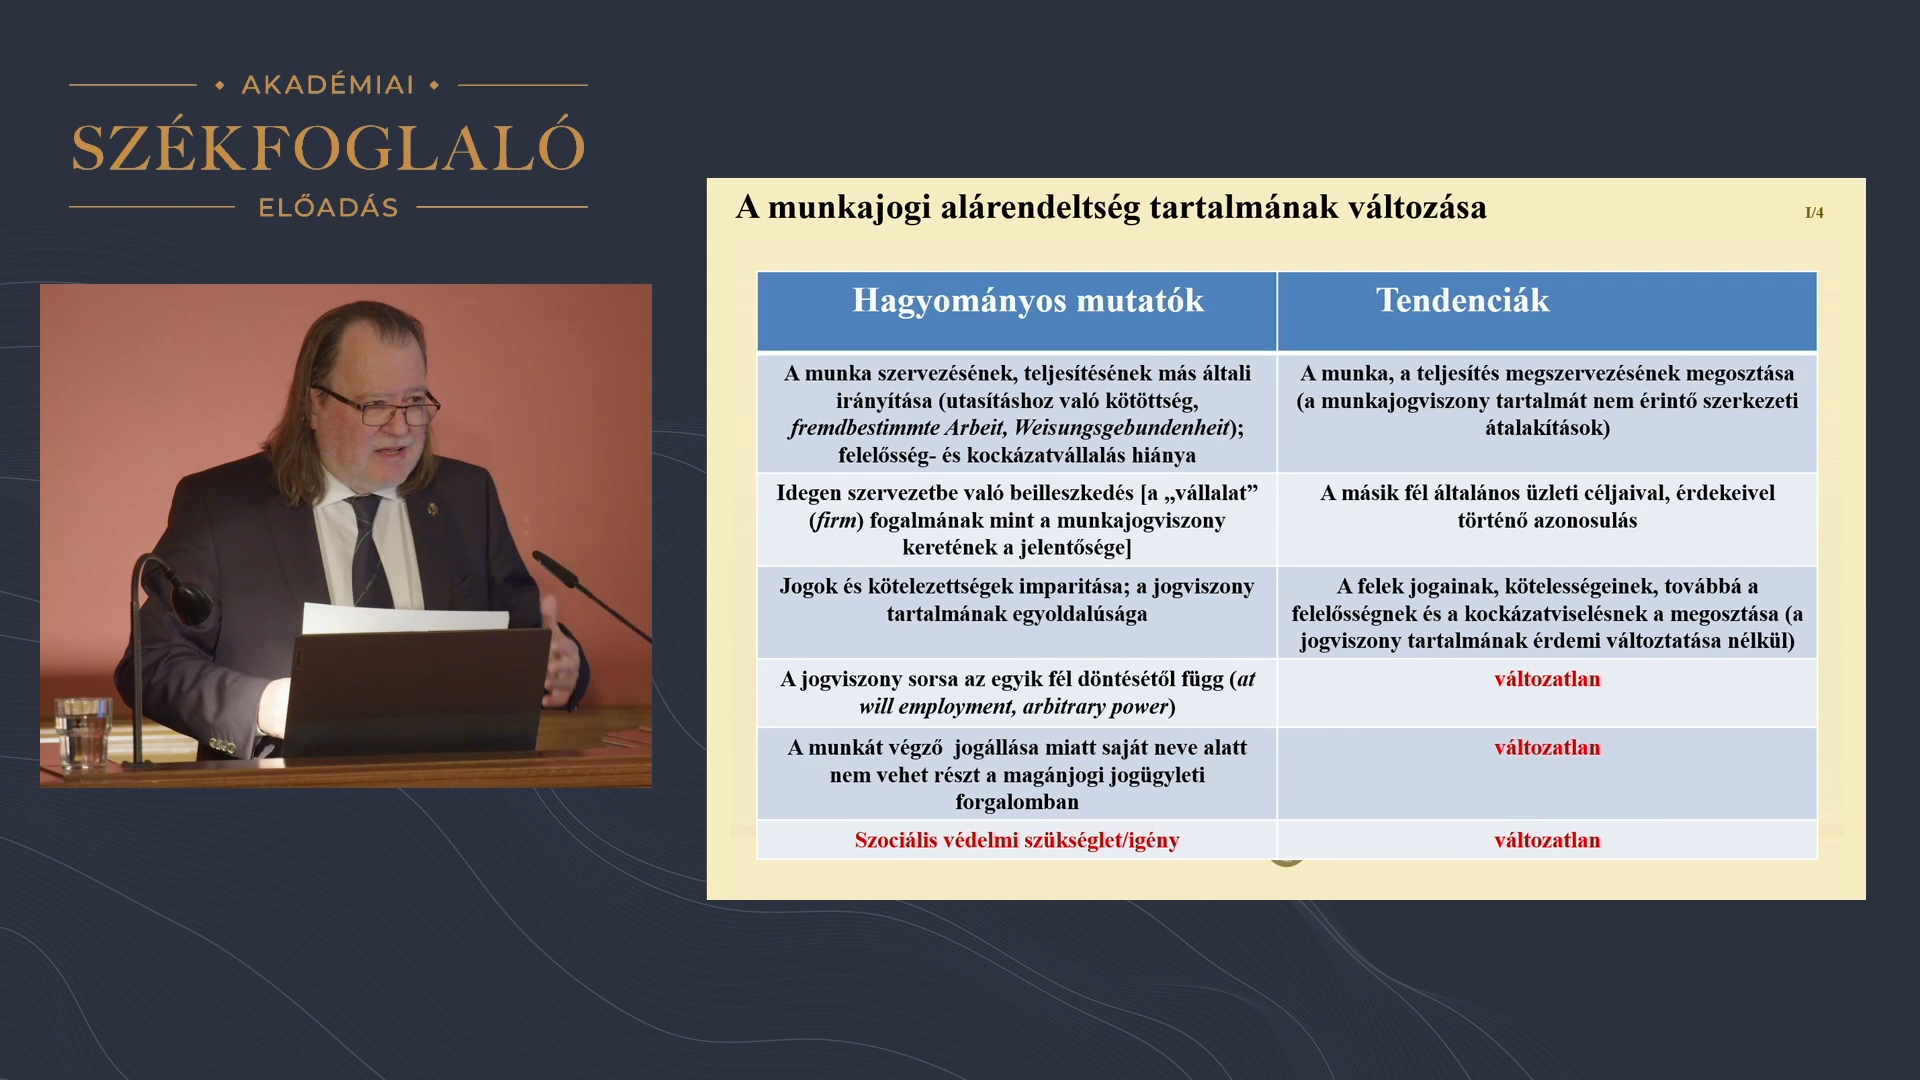 AKADÉMIAI
SZÉKFOGLALÓ
ELŐADÁS
A munkajogi alárendeltség tartalmának változása
I/4
Hagyományos mutatók
Tendenciák
A munka szervezésének, teljesítésének más általi
irányítása (utasításhoz való kötöttség,
fremdbestimmte Arbeit, Weisungsgebundenheit);
felelősség- és kockázatvállalás hiánya
A munka, a teljesítés megszervezésének megosztása
(a munkajogviszony tartalmát nem érintő szerkezeti
átalakítások)
Idegen szervezetbe való beilleszkedés [a „vállalat”
(firm) fogalmának mint a munkajogviszony
keretének a jelentősége]
A másik fél általános üzleti céljaival, érdekeivel
történő azonosulás
Jogok és kötelezettségek imparitása; a jogviszony
tartalmának egyoldalúsága
A felek jogainak, kötelességeinek, továbbá a
felelősségnek és a kockázatviselésnek a megosztása (a
jogviszony tartalmának érdemi változtatása nélkül)
A jogviszony sorsa az egyik fél döntésétől függ (at
will employment, arbitrary power)
változatlan
A munkát végző jogállása miatt saját neve alatt
nem vehet részt a magánjogi jogügyleti
forgalomban
változatlan
Szociális védelmi szükséglet/igény
változatlan